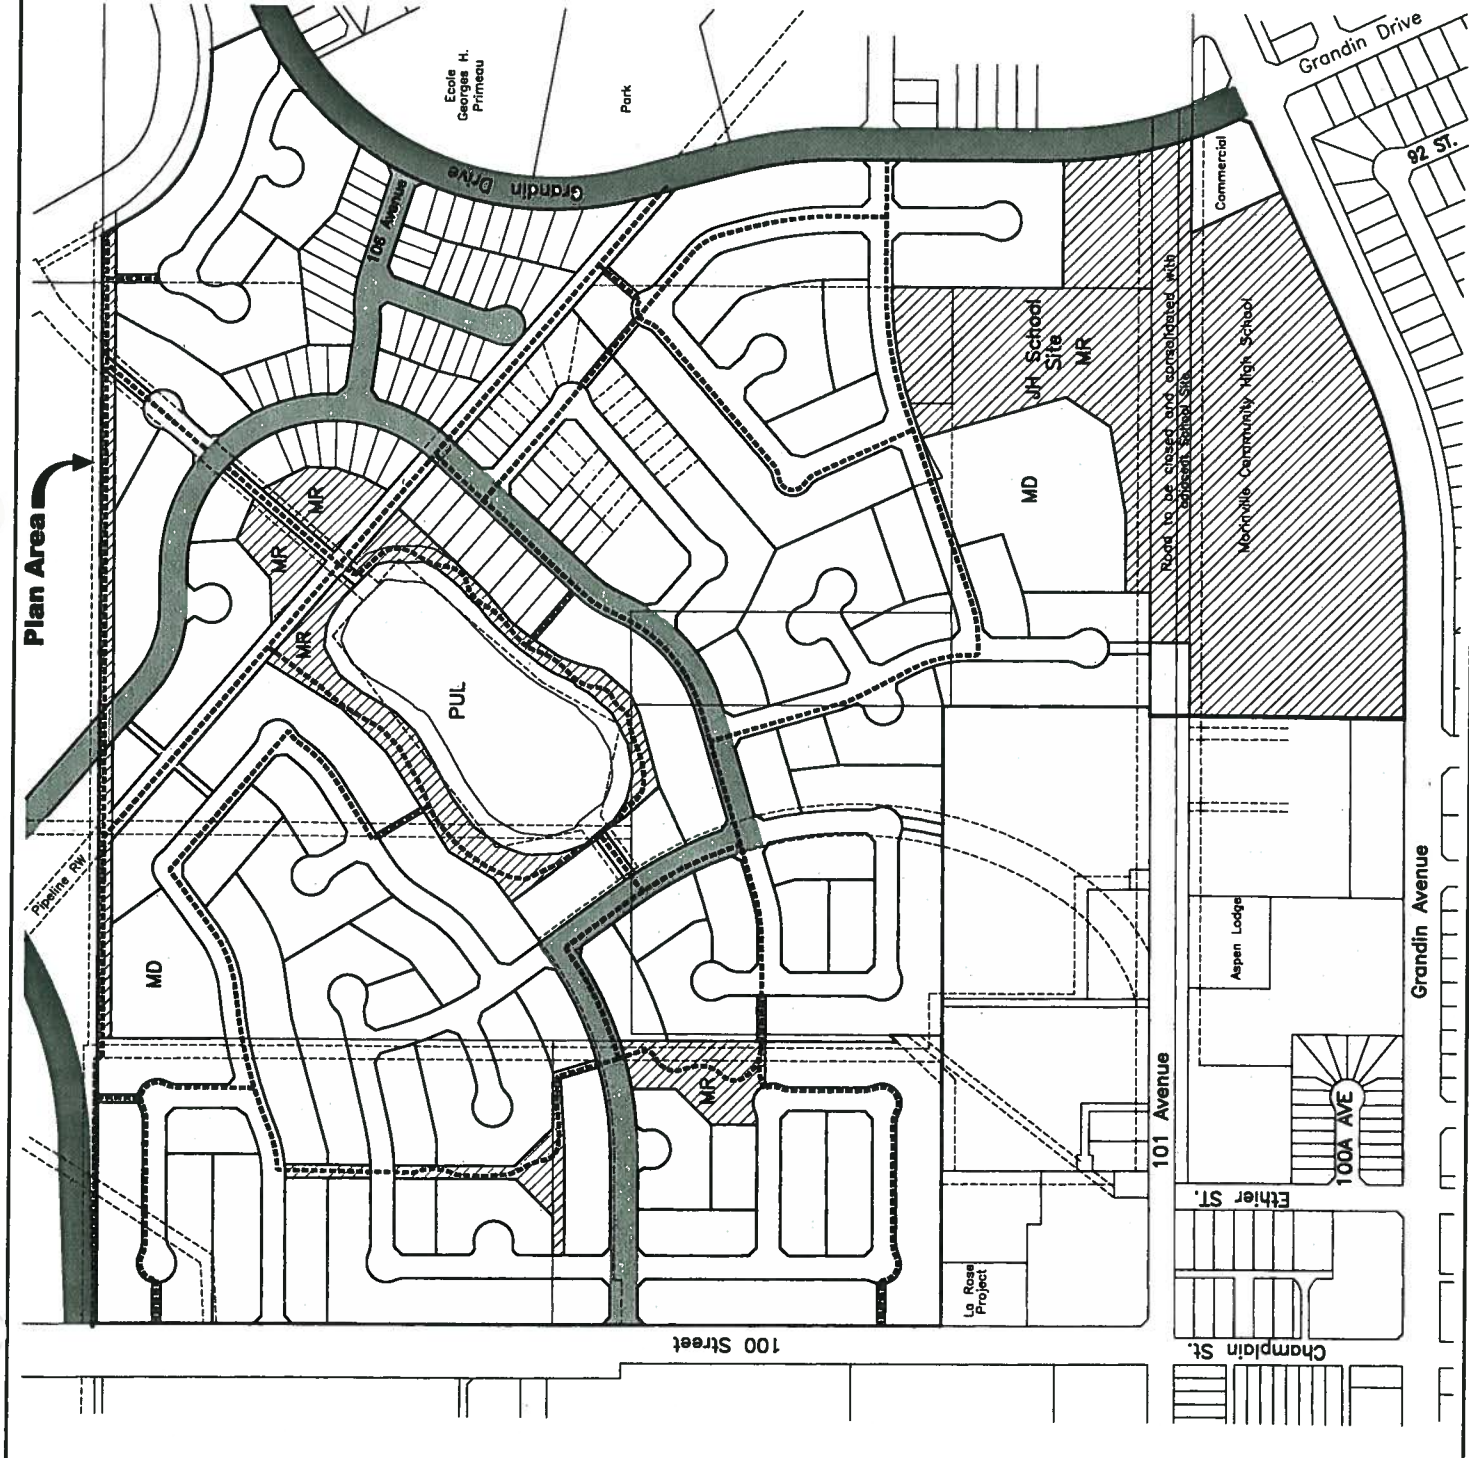 Grandin Drive
Ecole
Georges H.
Primeau
Park
92 ST.
Commercial
Grandin Drive
106 Avenue
Road to be closed and consolidated with
adjacent School Site
Morinville Community High School
JH School
Site
MR
MD
Plan Area
MR
MR
MR
PUL
Pipeline RW
MD
MR
Aspen Lodge
Grandin Avenue
101 Avenue
100A AVE
Ethier ST.
La Rose
Project
100 Street
Champlain St.